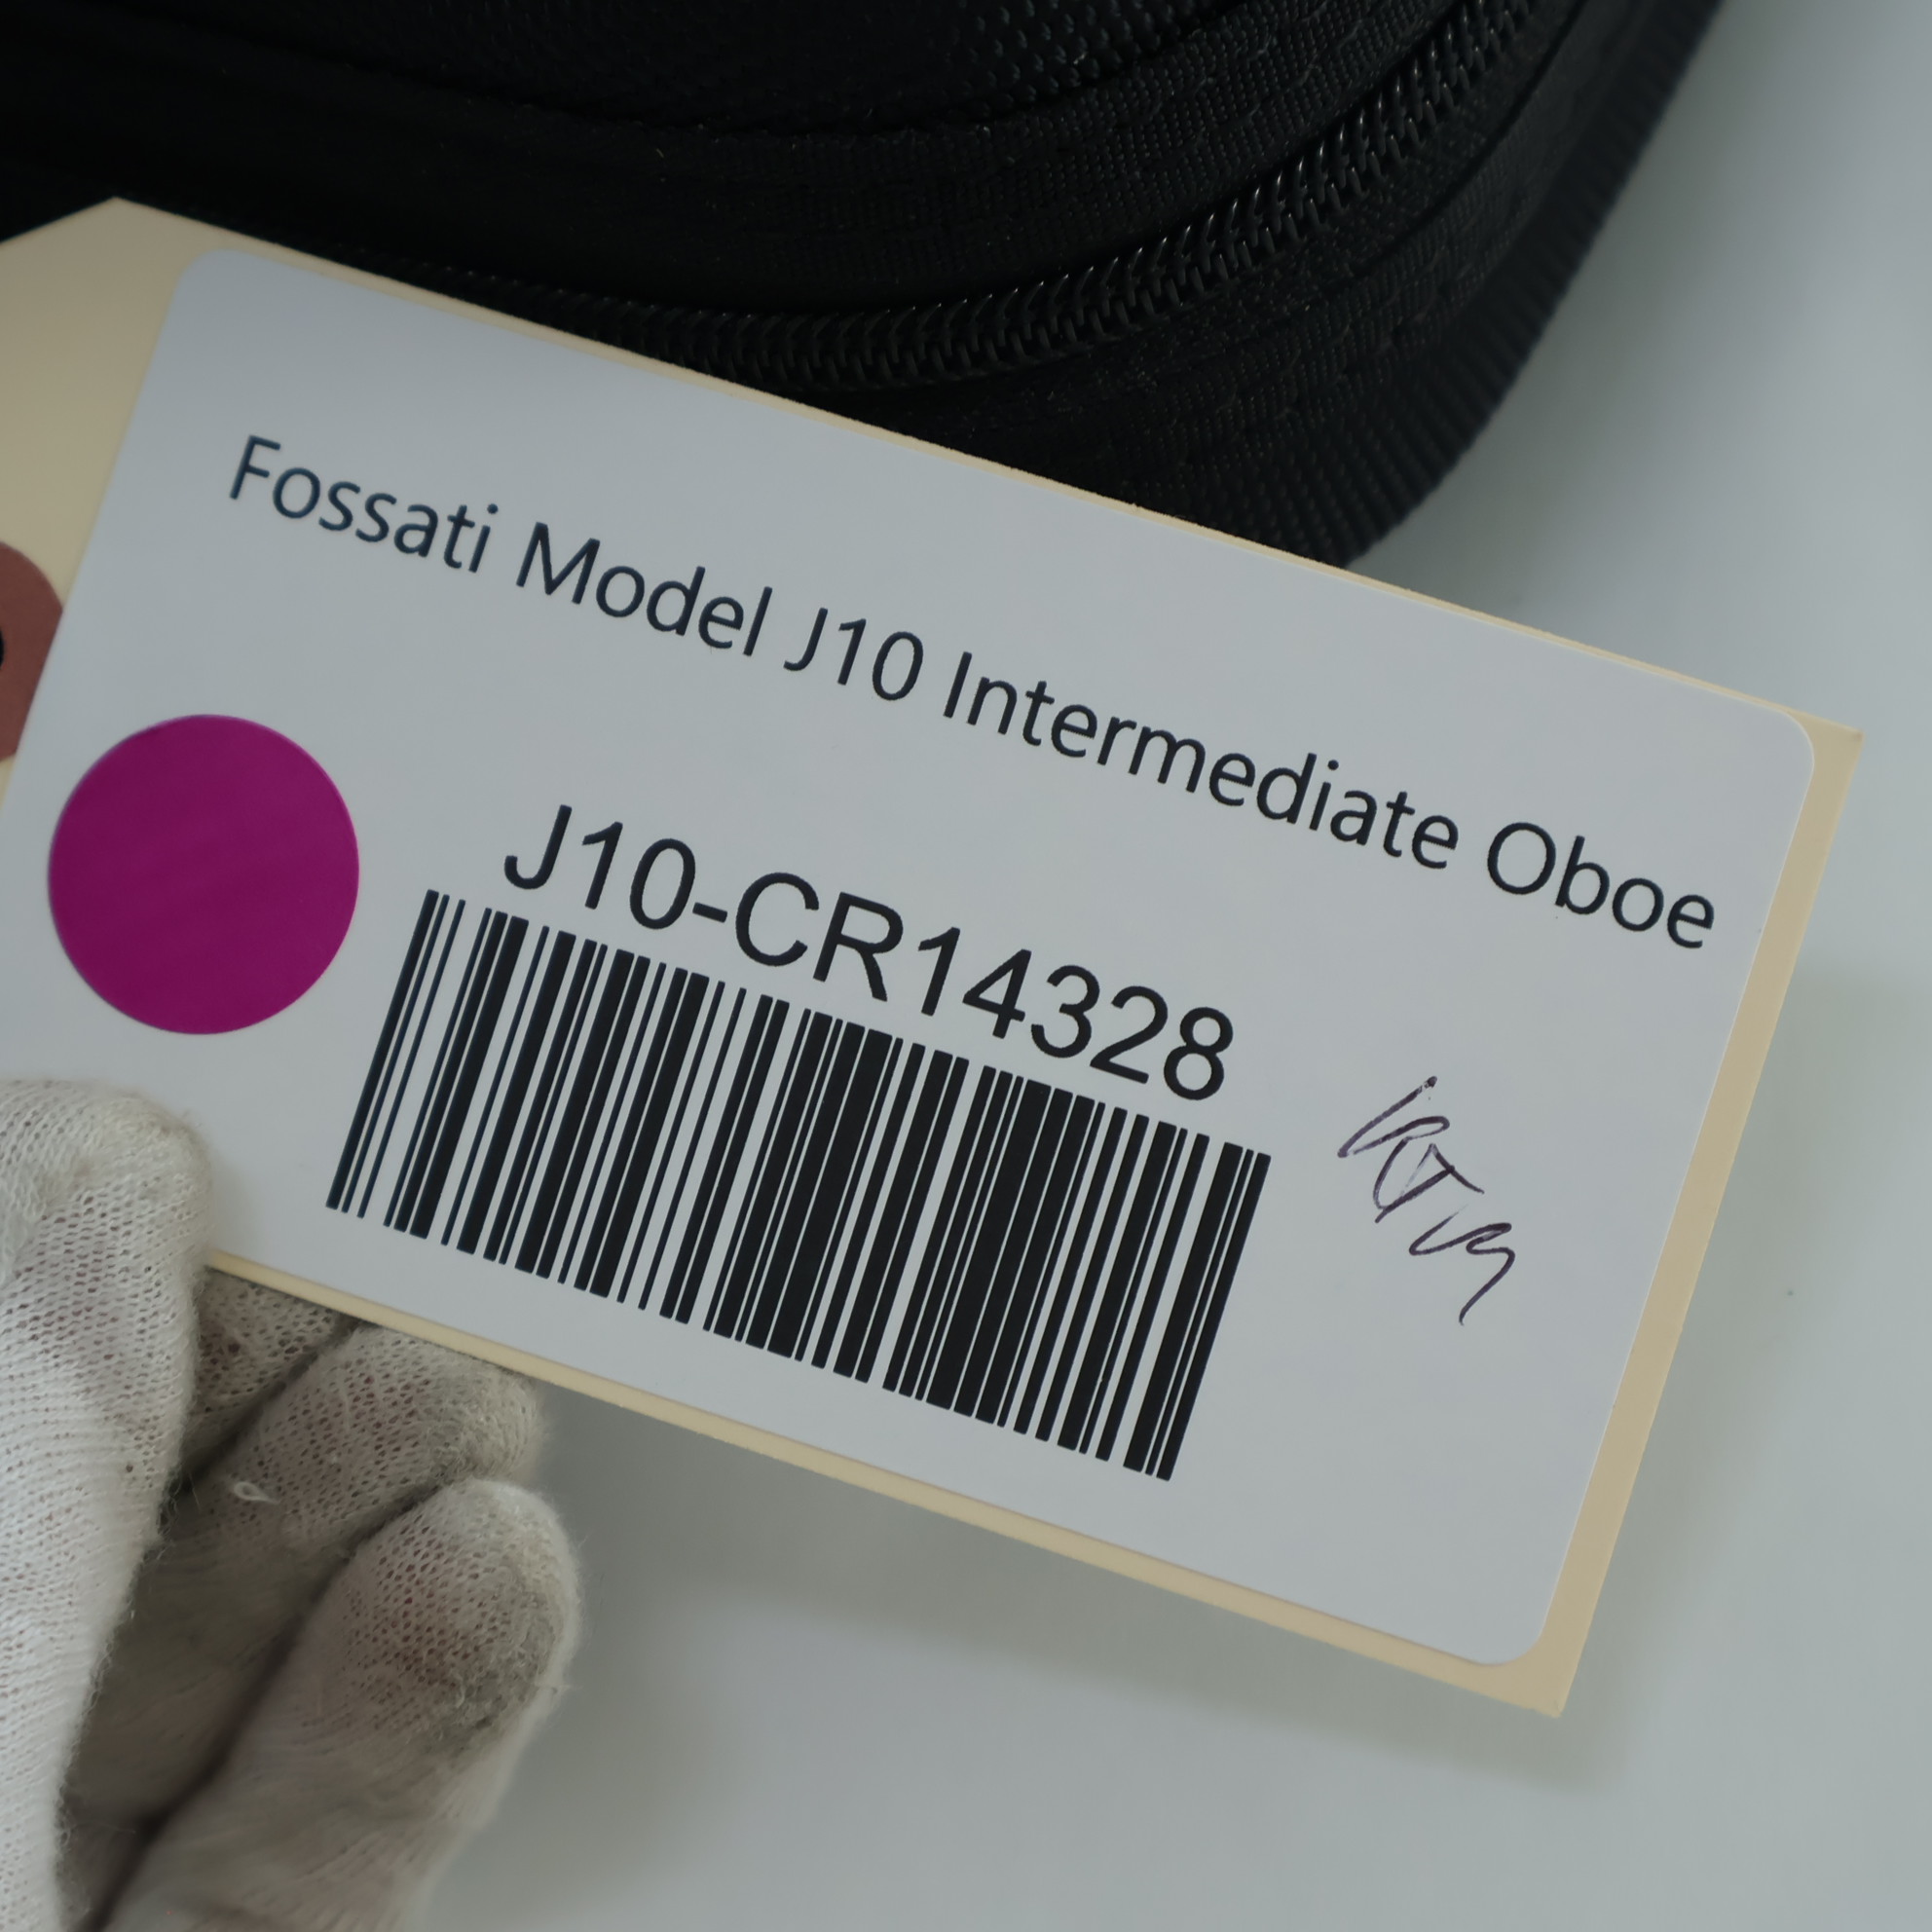 Fossati Model J10 Intermediate Oboe
J10-CR14328